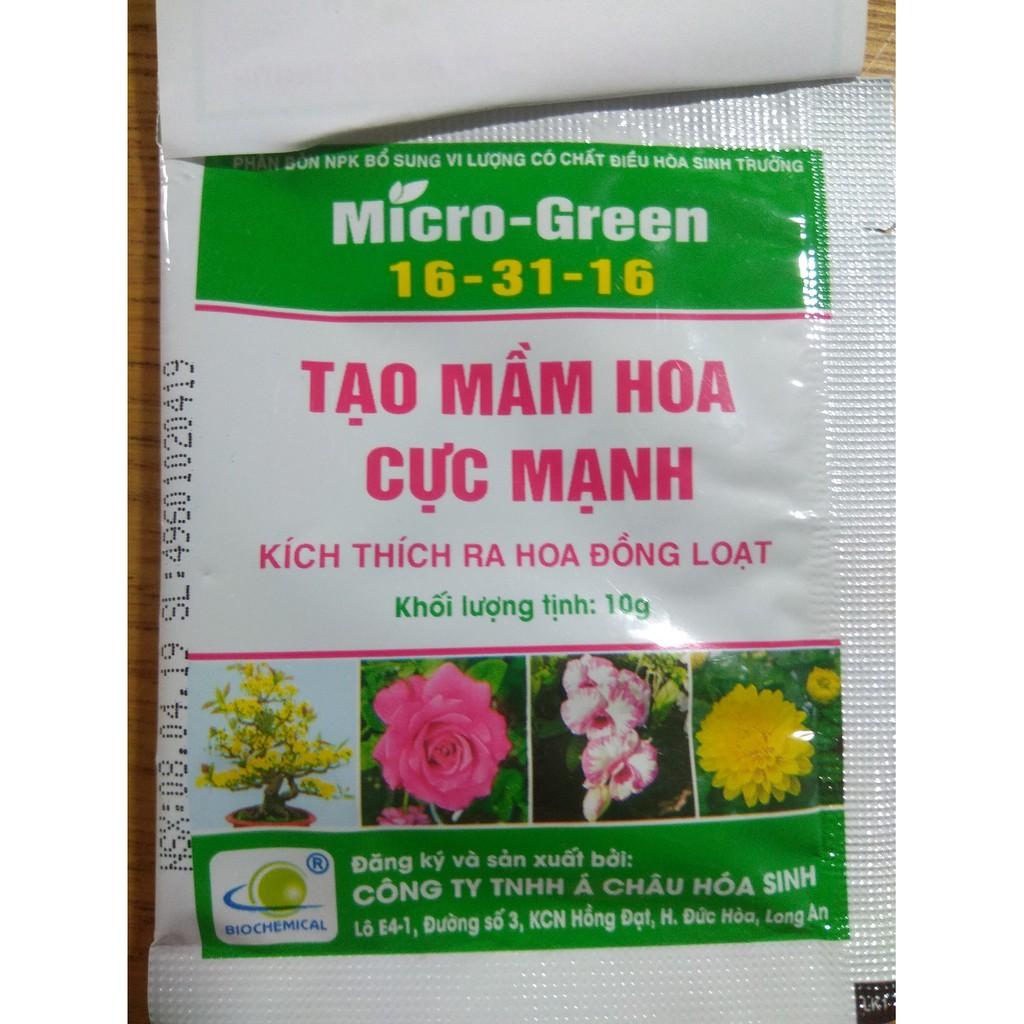 PHÂN BÓN NPK BỔ SUNG VI LƯỢNG CÓ CHẤT ĐIỀU HÒA SINH TRƯỞNG
Micro-Green
16-31-16
TẠO MẦM HOA
CỰC MẠNH
KÍCH THÍCH RA HOA ĐỒNG LOẠT
Khối lượng tịnh: 10g
NSX:08.04.19 SL:49601020419
®
BIOCHEMICAL
Đăng ký và sản xuất bởi:
CÔNG TY TNHH Á CHÂU HÓA SINH
Lô E4-1, Đường số 3, KCN Hồng Đạt, H. Đức Hòa, Long An